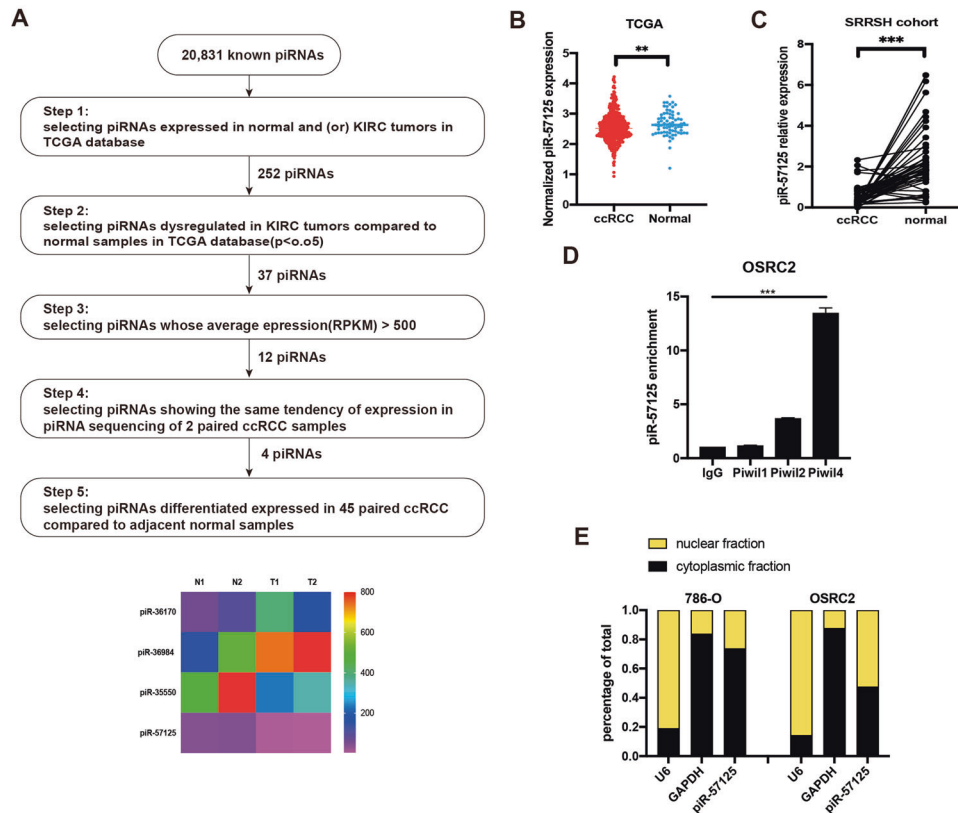 A
20,831 known piRNAs
Step 1:
selecting piRNAs expressed in normal and (or) KIRC tumors in
TCGA database
252 piRNAs
Step 2:
selecting piRNAs dysregulated in KIRC tumors compared to
normal samples in TCGA database(p<o.o5)
37 piRNAs
Step 3:
selecting piRNAs whose average epression(RPKM) > 500
12 piRNAs
Step 4:
selecting piRNAs showing the same tendency of expression in
piRNA sequencing of 2 paired ccRCC samples
4 piRNAs
Step 5:
selecting piRNAs differentiated expressed in 45 paired ccRCC
compared to adjacent normal samples
N1 N2 T1 T2
piR-36170
piR-36984
piR-35550
piR-57125
800
600
400
200
B
TCGA
**
Normalized piR-57125 expression
5
4
3
2
1
0
ccRCC Normal
C
SRRSH cohort
***
piR-57125 relative expression
8
6
4
2
0
ccRCC normal
D
OSRC2
***
piR-57125 enrichment
15
10
5
0
IgG Piwil1 Piwil2 Piwil4
E
nuclear fraction
cytoplasmic fraction
786-O OSRC2
percentage of total
1.0
0.8
0.6
0.4
0.2
0.0
U6 GAPDH piR-57125 U6 GAPDH piR-57125